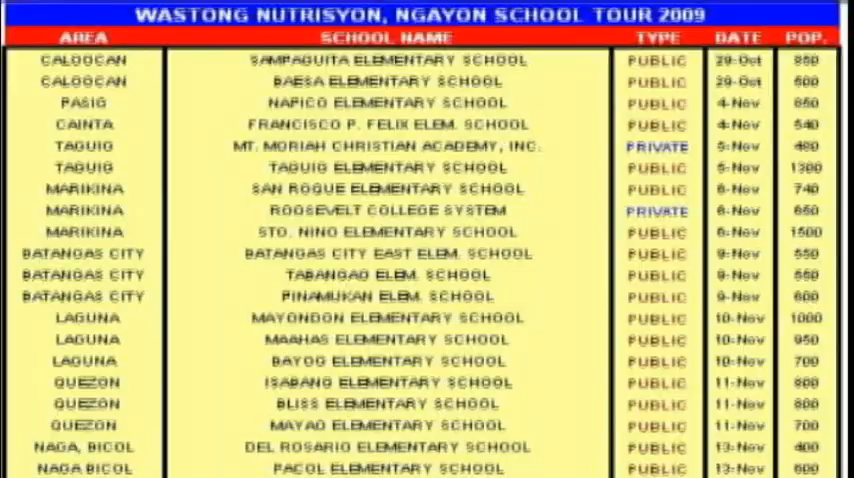 WASTONG NUTRISYON, NGAYON SCHOOL TOUR 2009
AREA SCHOOL NAME TYPE DATE POP.
CALOOCAN SAMPAGUITA ELEMENTARY SCHOOL PUBLIC 29-Oct 850
CALOOCAN BAESA ELEMENTARY SCHOOL PUBLIC 29-Oct 500
PASIG NAPICO ELEMENTARY SCHOOL PUBLIC 4-Nov 650
CAINTA FRANCISCO P. FELIX ELEM. SCHOOL PUBLIC 4-Nov 540
TAGUIG MT. MORIAH CHRISTIAN ACADEMY, INC. PRIVATE 5-Nov 480
TAGUIG TAGUIG ELEMENTARY SCHOOL PUBLIC 5-Nov 1300
MARIKINA SAN ROQUE ELEMENTARY SCHOOL PUBLIC 6-Nov 740
MARIKINA ROOSEVELT COLLEGE SYSTEM PRIVATE 6-Nov 650
MARIKINA STO. NINO ELEMENTARY SCHOOL PUBLIC 6-Nov 1500
BATANGAS CITY BATANGAS CITY EAST ELEM. SCHOOL PUBLIC 9-Nov 550
BATANGAS CITY TABANGAO ELEM. SCHOOL PUBLIC 9-Nov 550
BATANGAS CITY PINAMUKAN ELEM. SCHOOL PUBLIC 9-Nov 600
LAGUNA MAYONDON ELEMENTARY SCHOOL PUBLIC 10-Nov 1000
LAGUNA MAAHAS ELEMENTARY SCHOOL PUBLIC 10-Nov 950
LAGUNA BAYOG ELEMENTARY SCHOOL PUBLIC 10-Nov 700
QUEZON ISABANG ELEMENTARY SCHOOL PUBLIC 11-Nov 800
QUEZON BLISS ELEMENTARY SCHOOL PUBLIC 11-Nov 800
QUEZON MAYAO ELEMENTARY SCHOOL PUBLIC 11-Nov 700
NAGA, BICOL DEL ROSARIO ELEMENTARY SCHOOL PUBLIC 13-Nov 400
NAGA BICOL PACOL ELEMENTARY SCHOOL PUBLIC 13-Nov 600